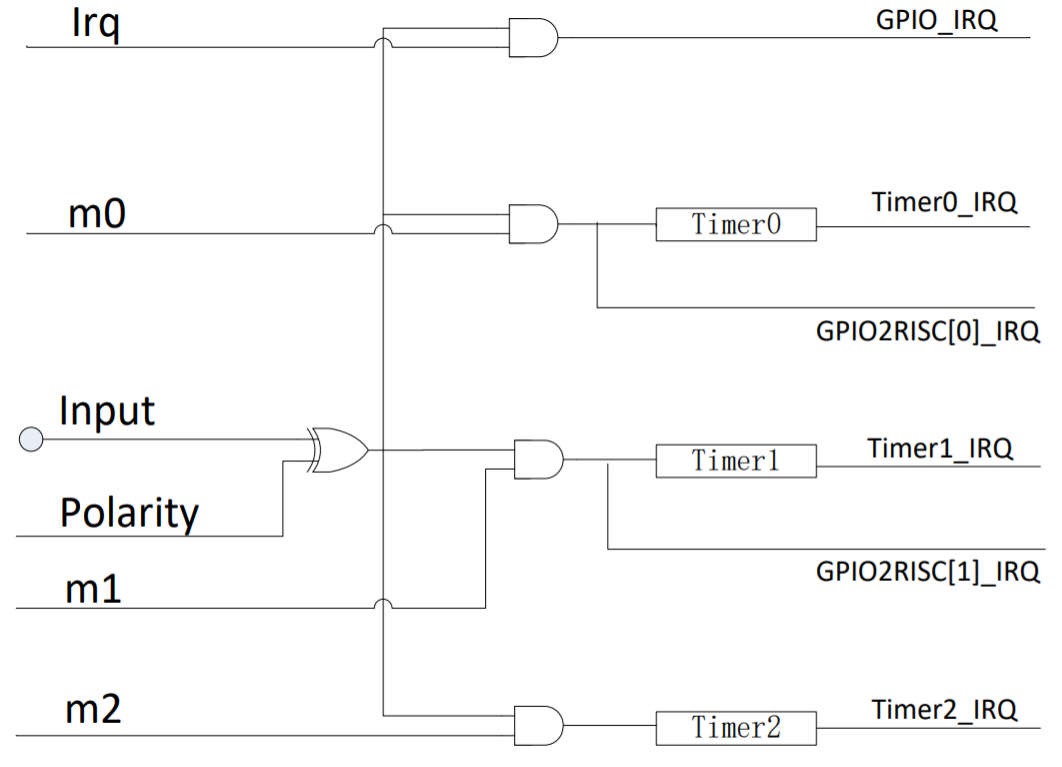 Irq
GPIO_IRQ
m0
Timer0
Timer0_IRQ
GPIO2RISC[0]_IRQ
Input
Timer1
Timer1_IRQ
Polarity
GPIO2RISC[1]_IRQ
m1
m2
Timer2
Timer2_IRQ